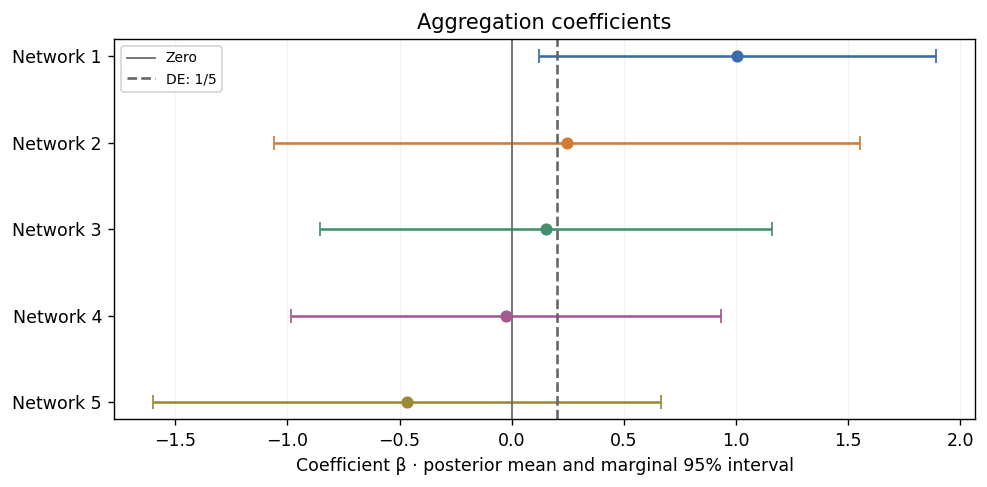 Aggregation coefficients
Zero
DE: 1/5
Network 1
Network 2
Network 3
Network 4
Network 5
−1.5 −1.0 −0.5 0.0 0.5 1.0 1.5 2.0
Coefficient β · posterior mean and marginal 95% interval